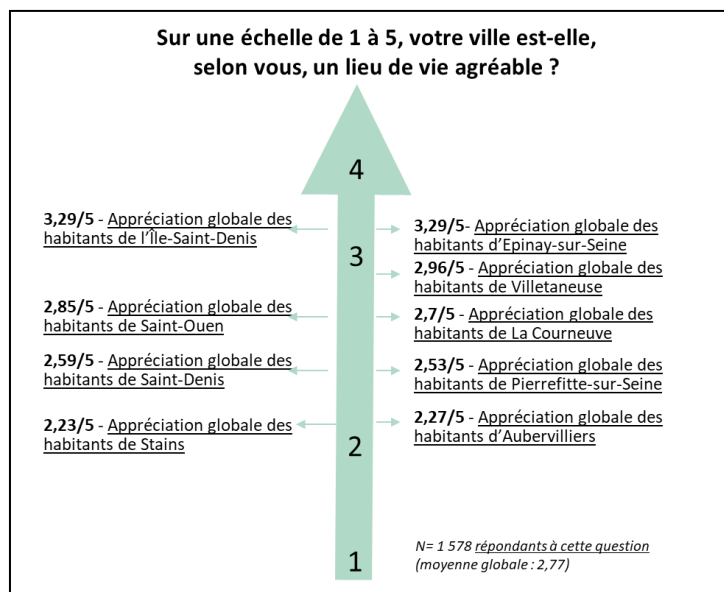 Sur une échelle de 1 à 5, votre ville est-elle,
selon vous, un lieu de vie agréable ?
4
3,29/5 - Appréciation globale des
habitants de l'Île-Saint-Denis
3,29/5- Appréciation globale des
habitants d'Epinay-sur-Seine
3
2,96/5 - Appréciation globale des
habitants de Villetaneuse
2,85/5 - Appréciation globale des
habitants de Saint-Ouen
2,7/5 - Appréciation globale des
habitants de La Courneuve
2,59/5 - Appréciation globale des
habitants de Saint-Denis
2,53/5 - Appréciation globale des
habitants de Pierrefitte-sur-Seine
2,23/5 - Appréciation globale des
habitants de Stains
2,27/5 - Appréciation globale des
habitants d'Aubervilliers
2
1
N= 1 578 répondants à cette question
(moyenne globale : 2,77)